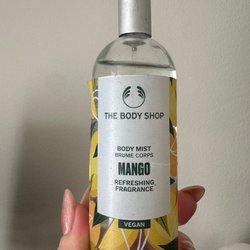 THE BODY SHOP
BODY MIST
BRUME CORPS
MANGO
REFRESHING
FRAGRANCE
VEGAN